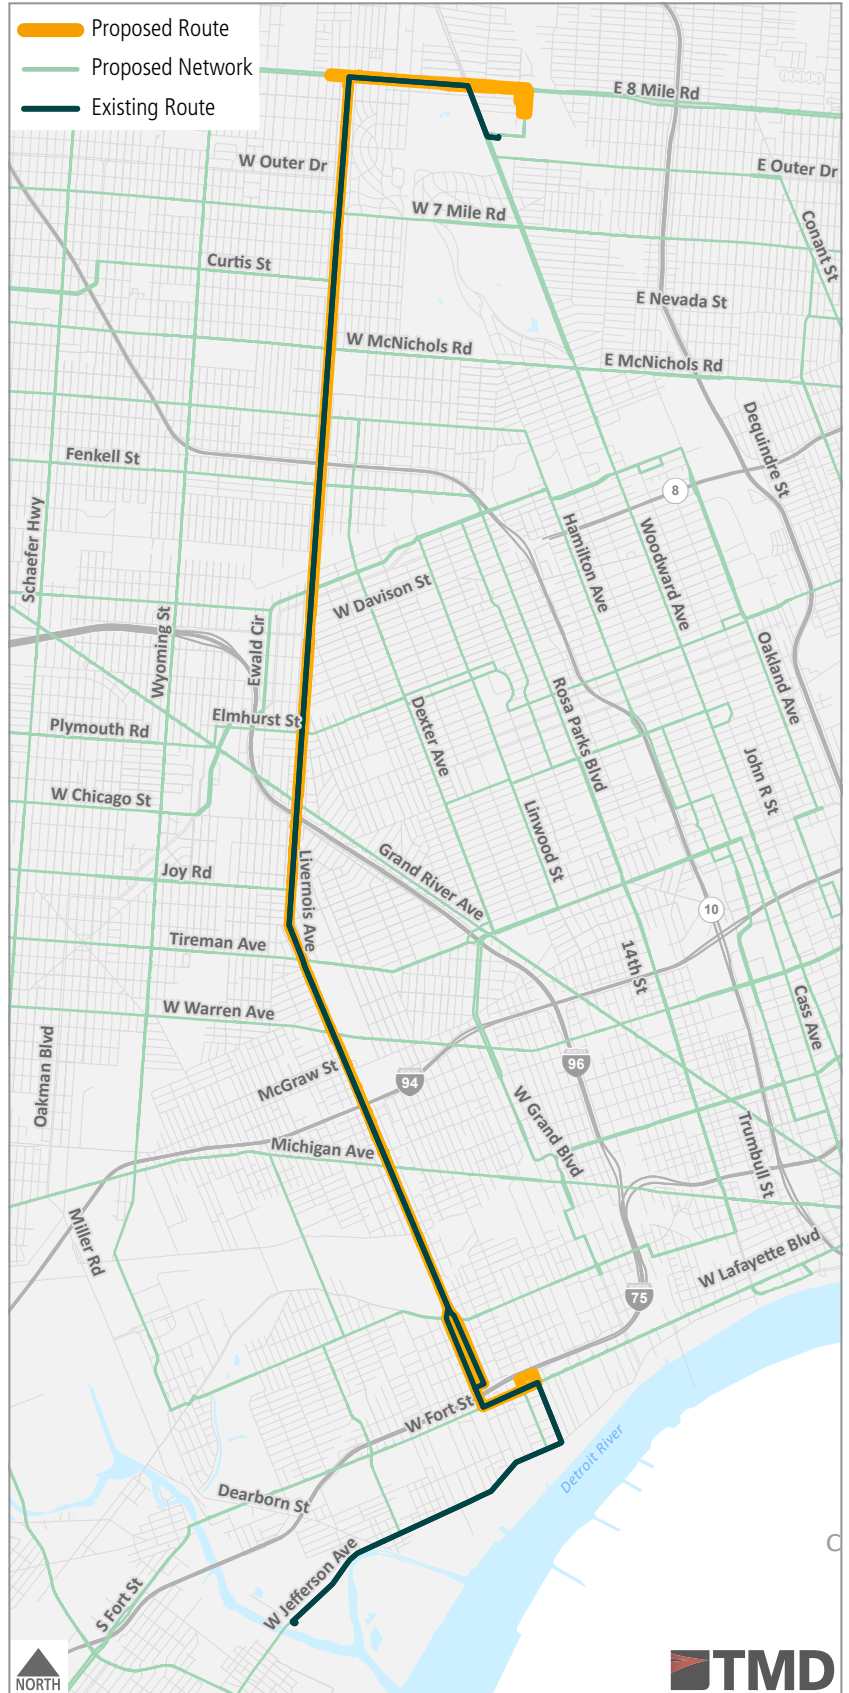 Proposed Route
Proposed Network
Existing Route
E 8 Mile Rd
W Outer Dr
E Outer Dr
W 7 Mile Rd
Conant St
Curtis St
E Nevada St
W McNichols Rd
E McNichols Rd
Dequindre St
Fenkell St
8
Schaefer Hwy
Hamilton Ave
Woodward Ave
W Davison St
Wyoming St
Ewald Cir
Oakland Ave
Elmhurst St
Plymouth Rd
Dexter Ave
Rosa Parks Blvd
John R St
W Chicago St
Linwood St
Grand River Ave
Joy Rd
Livernois Ave
10
Tireman Ave
14th St
W Warren Ave
Cass Ave
Oakman Blvd
McGraw St
94
96
W Grand Blvd
Michigan Ave
Trumbull St
Miller Rd
W Lafayette Blvd
75
W Fort St
Detroit River
Dearborn St
C
W Jefferson Ave
S Fort St
NORTH
TMD